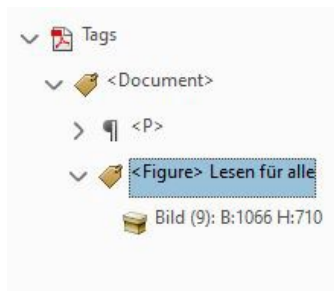 Tags
<Document>
<P>
<Figure> Lesen für alle
Bild (9): B:1066 H:710